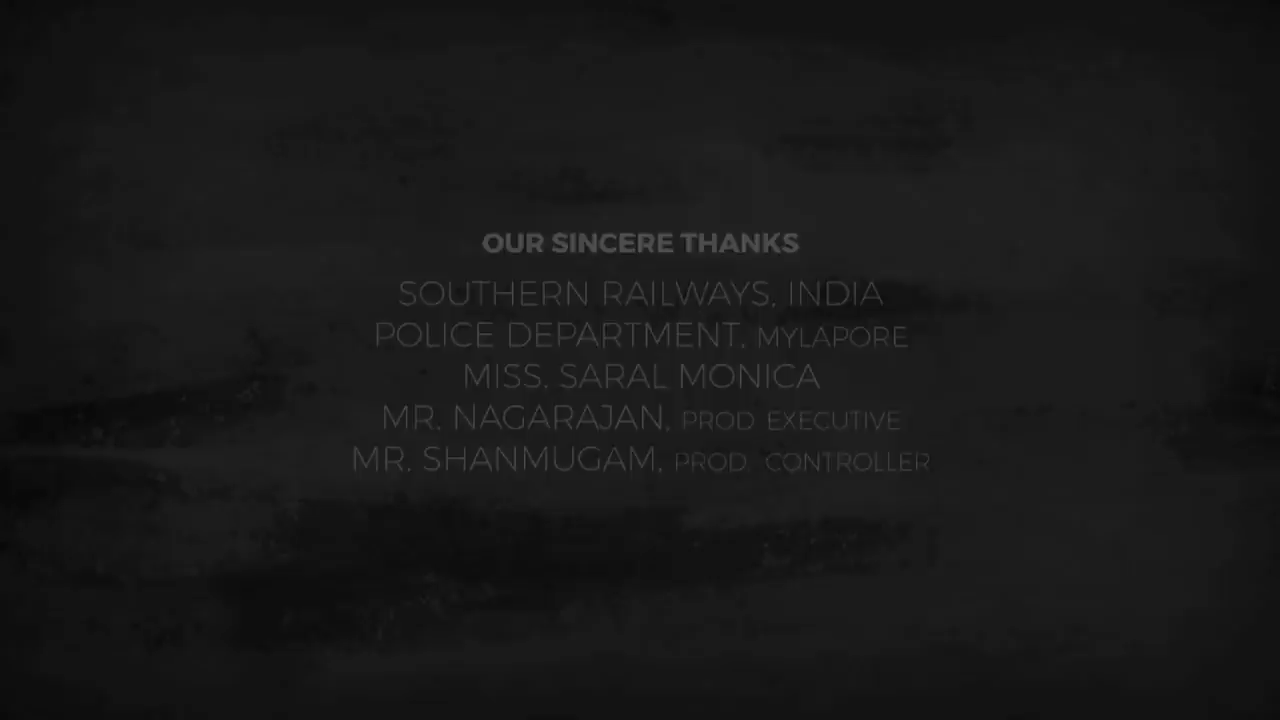 OUR SINCERE THANKS
SOUTHERN RAILWAYS, INDIA
POLICE DEPARTMENT, MYLAPORE
MISS. SARAL MONICA
MR. NAGARAJAN, PROD EXECUTIVE
MR. SHANMUGAM, PROD CONTROLLER